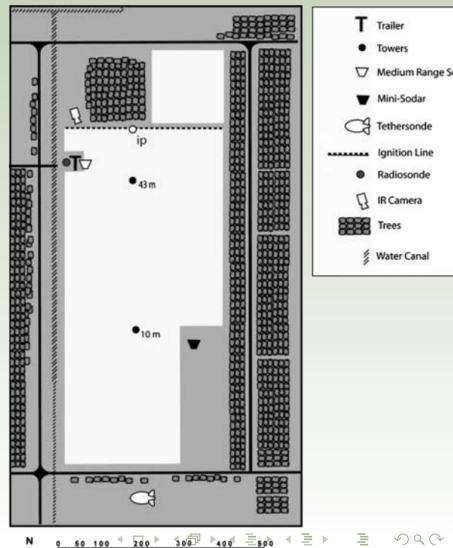 ip
T
43 m
10 m
N
0 50 100 200 300 400 500
T Trailer
Towers
Medium Range
Mini-Sodar
Tethersonde
Ignition Line
Radiosonde
IR Camera
Trees
Water Canal